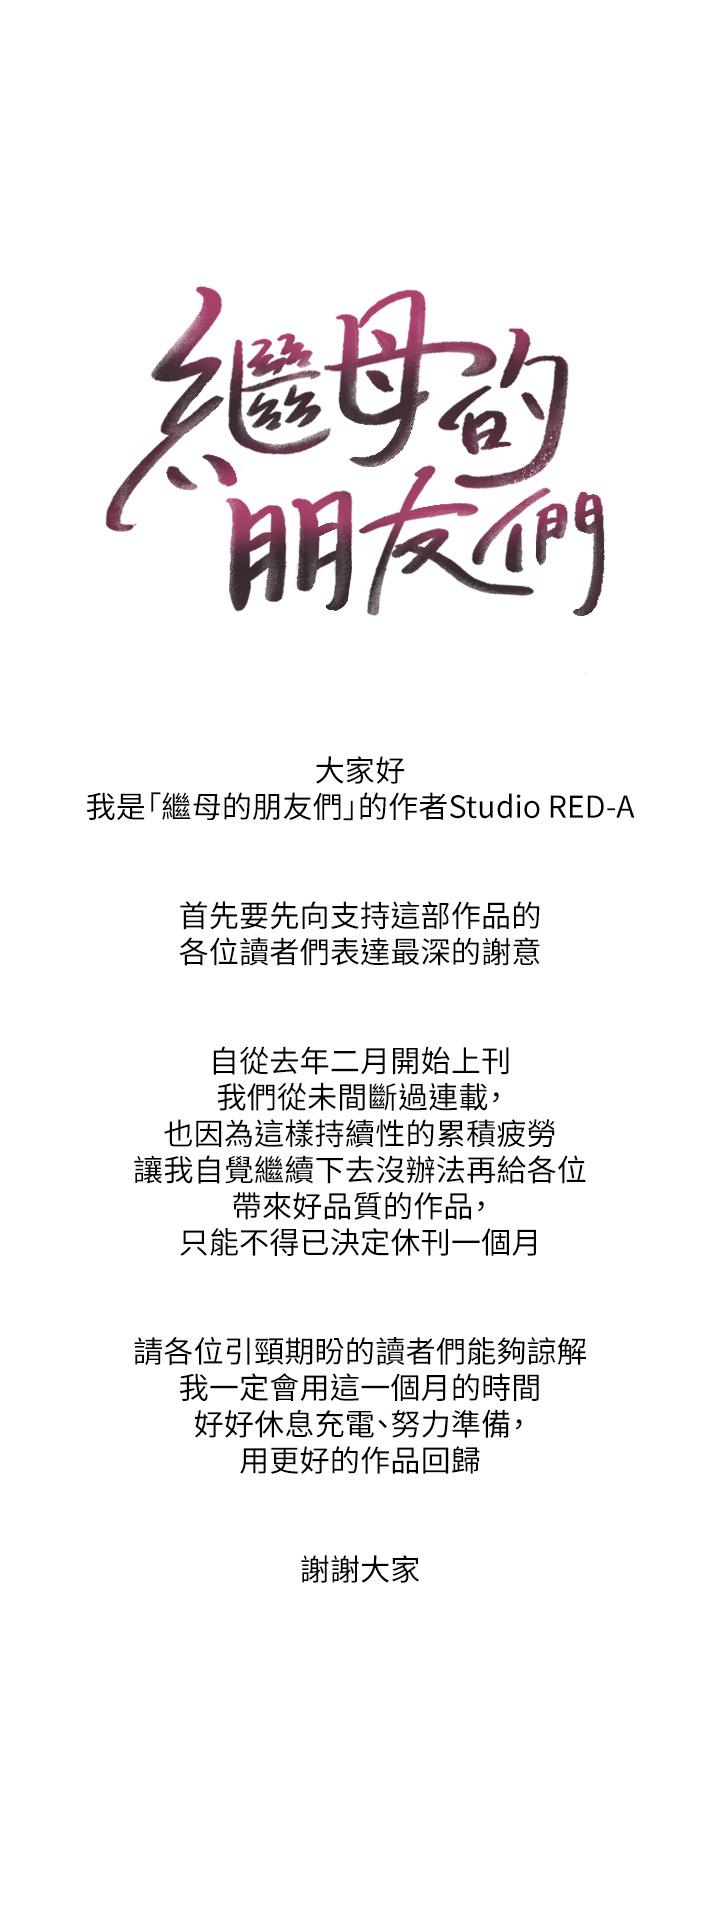 繼母的
朋友們
大家好
我是「繼母的朋友們」的作者Studio RED-A
首先要先向支持這部作品的
各位讀者們表達最深的謝意
自從去年二月開始上刊
我們從未間斷過連載，
也因為這樣持續性的累積疲勞
讓我自覺繼續下去沒辦法再給各位
帶來好品質的作品，
只能不得已決定休刊一個月
請各位引頸期盼的讀者們能夠諒解
我一定會用這一個月的時間
好好休息充電、努力準備，
用更好的作品回歸
謝謝大家